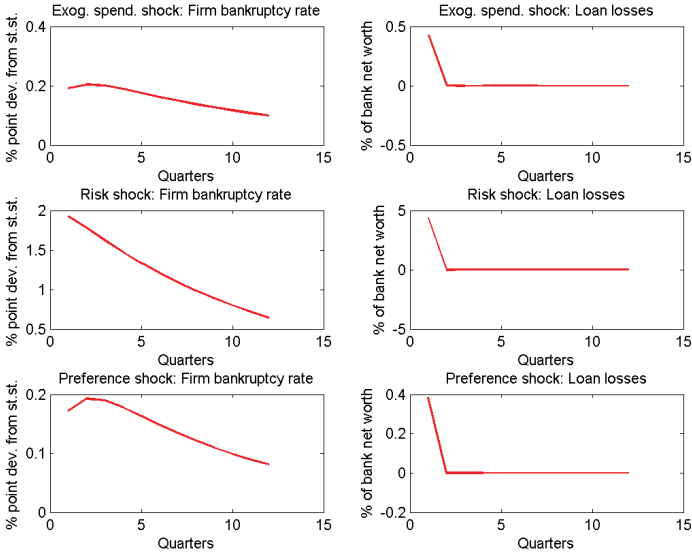 Exog. spend. shock: Firm bankruptcy rate
% point dev. from st.st.
0.4
0.2
0
0
5
10
15
Quarters
Exog. spend. shock: Loan losses
% of bank net worth
0.5
0
-0.5
0
5
10
15
Quarters
Risk shock: Firm bankruptcy rate
% point dev. from st.st.
2
1.5
1
0.5
0
5
10
15
Quarters
Risk shock: Loan losses
% of bank net worth
5
0
-5
0
5
10
15
Quarters
Preference shock: Firm bankruptcy rate
% point dev. from st.st.
0.2
0.1
0
0
5
10
15
Quarters
Preference shock: Loan losses
% of bank net worth
0.4
0.2
0
-0.2
0
5
10
15
Quarters